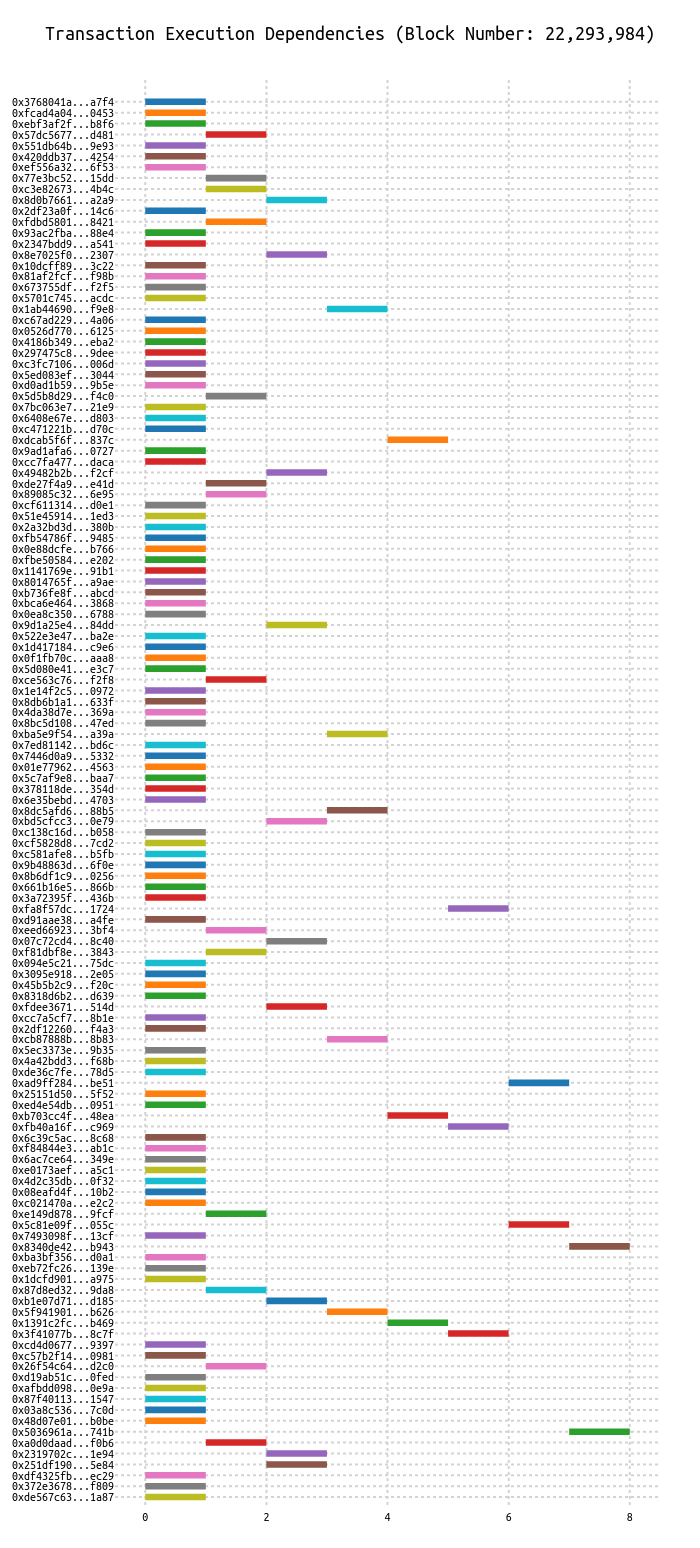 Transaction Execution Dependencies (Block Number: 22,293,984)
0x3768041a...a7f4
0xfcad4a04...0453
0xebf3af2f...b8f6
0x57dc5677...d481
0x551db64b...9e93
0x420ddb37...4254
0xef556a32...6f53
0x77e3bc52...15dd
0xc3e82673...4b4c
0x8d0b7661...a2a9
0x2df23a0f...14c6
0xfdbd5801...8421
0x93ac2fba...88e4
0x2347bdd9...a541
0x8e7025f0...2307
0x10dcff89...3c22
0x81af2fcf...f98b
0x673755df...f2f5
0x5701c745...acdc
0x1ab44690...f9e8
0xc67ad229...4a06
0x0526d770...6125
0x4186b349...eba2
0x297475c8...9dee
0xc3fc7106...006d
0x5ed083ef...3044
0xd0ad1b59...9b5e
0x5d5b8d29...f4c0
0x7bc063e7...21e9
0x6408e67e...d803
0xc471221b...d70c
0xdcab5f6f...837c
0x9ad1afa6...0727
0xcc7fa477...daca
0x49482b2b...f2cf
0xde27f4a9...e41d
0x89085c32...6e95
0xcf611314...d0e1
0x51e45914...1ed3
0x2a32bd3d...380b
0xfb54786f...9485
0x0e88dcfe...b766
0xfbe50584...e202
0x1141769e...91b1
0x8014765f...a9ae
0xb736fe8f...abcd
0xbca6e464...3868
0x0ea8c350...6788
0x9d1a25e4...84dd
0x522e3e47...ba2e
0x1d417184...c9e6
0x0f1fb70c...aaa8
0x5d080e41...e3c7
0xce563c76...f2f8
0x1e14f2c5...0972
0x8db6b1a1...633f
0x4da38d7e...369a
0x8bc5d108...47ed
0xba5e9f54...a39a
0x7ed81142...bd6c
0x7446d0a9...5332
0x01e77962...4563
0x5c7af9e8...baa7
0x378118de...354d
0x6e35bebd...4703
0x8dc5afd6...88b5
0xbd5cfcc3...0e79
0xc138c16d...b058
0xcf5828d8...7cd2
0xc581afe8...b5fb
0x9b48863d...6f0e
0x8b6df1c9...0256
0x661b16e5...866b
0x3a72395f...436b
0xfa8f57dc...1724
0xd91aae38...a4fe
0xeed66923...3bf4
0x07c72cd4...8c40
0xf81dbf8e...3843
0x094e5c21...75dc
0x3095e918...2e05
0x45b5b2c9...f20c
0x8318d6b2...d639
0xfdee3671...514d
0xcc7a5cf7...8b1e
0x2df12260...f4a3
0xcb87888b...8b83
0x5ec3373e...9b35
0x4a42bdd3...f68b
0xde36c7fe...78d5
0xad9ff284...be51
0x25151d50...5f52
0xed4e54db...0951
0xb703cc4f...48ea
0xfb40a16f...c969
0x6c39c5ac...8c68
0xf84844e3...ab1c
0x6ac7ce64...349e
0xe0173aef...a5c1
0x4d2c35db...0f32
0x08eafd4f...10b2
0xc021470a...e2c2
0xe149d878...9fcf
0x5c81e09f...055c
0x7493098f...13cf
0x8340de42...b943
0xba3bf356...d0a1
0xeb72fc26...139e
0x1dcfd901...a975
0x87d8ed32...9da8
0xb1e07d71...d185
0x5f941901...b626
0x1391c2fc...b469
0x3f41077b...8c7f
0xcd4d0677...9397
0xc57b2f14...0981
0x26f54c64...d2c0
0xd19ab51c...0fed
0xafbdd098...0e9a
0x87f40113...1547
0x03a8c536...7c0d
0x48d07e01...b0be
0x5036961a...741b
0xa0d0daad...f0b6
0x2319702c...1e94
0x251df190...5e84
0xdf4325fb...ec29
0x372e3678...f809
0xde567c63...1a87
0 2 4 6 8